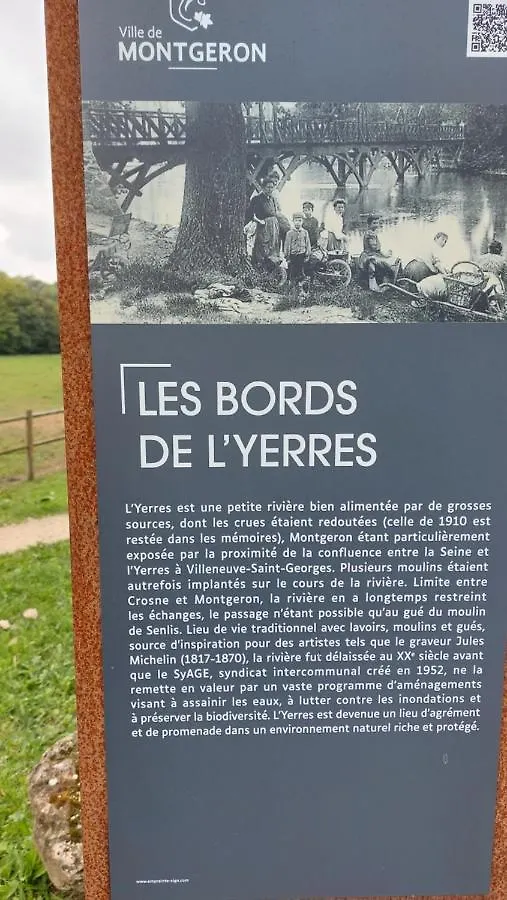 Ville de
MONTGERON
LES BORDS
DE L'YERRES
L'Yerres est une petite rivière bien alimentée par de grosses
sources, dont les crues étaient redoutées (celle de 1910 est
restée dans les mémoires), Montgeron étant particulièrement
exposée par la proximité de la confluence entre la Seine et
l'Yerres à Villeneuve-Saint-Georges. Plusieurs moulins étaient
autrefois implantés sur le cours de la rivière. Limite entre
Crosne et Montgeron, la rivière en a longtemps restreint
les échanges, le passage n'étant possible qu'au gué du moulin
de Senlis. Lieu de vie traditionnel avec lavoirs, moulins et gués,
source d'inspiration pour des artistes tels que le graveur Jules
Michelin (1817-1870), la rivière fut délaissée au XXe siècle avant
que le SyAGE, syndicat intercommunal créé en 1952, ne la
remette en valeur par un vaste programme d'aménagements
visant à assainir les eaux, à lutter contre les inondations et
à préserver la biodiversité. L'Yerres est devenue un lieu d'agrément
et de promenade dans un environnement naturel riche et protégé.
www.empreinte-sign.com